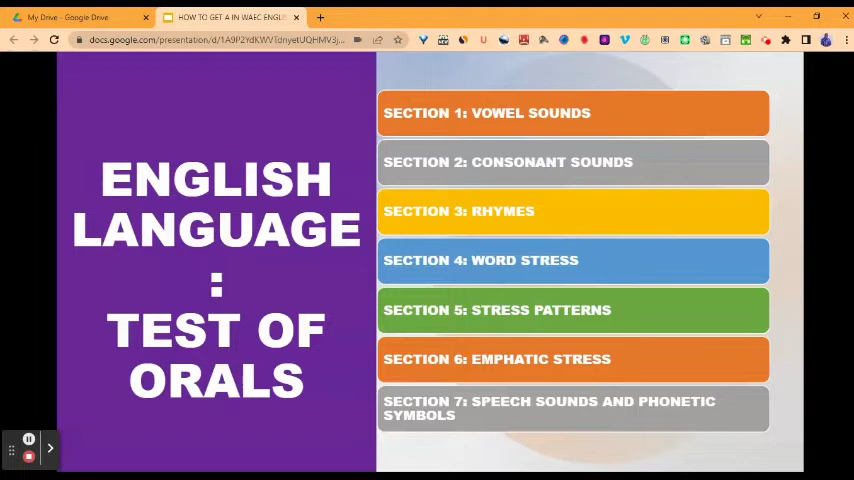 My Drive - Google Drive
HOW TO GET A IN WAEC ENGLIS
docs.google.com/presentation/d/1A9P2YdKWVTdnyetUQHMV3j...
ENGLISH
LANGUAGE
:
TEST OF
ORALS
SECTION 1: VOWEL SOUNDS
SECTION 2: CONSONANT SOUNDS
SECTION 3: RHYMES
SECTION 4: WORD STRESS
SECTION 5: STRESS PATTERNS
SECTION 6: EMPHATIC STRESS
SECTION 7: SPEECH SOUNDS AND PHONETIC
SYMBOLS